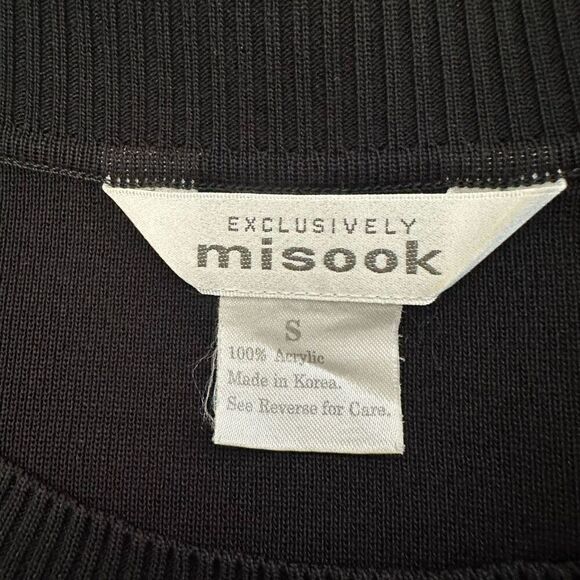 EXCLUSIVELY
misook
S
100% Acrylic
Made in Korea.
See Reverse for Care.